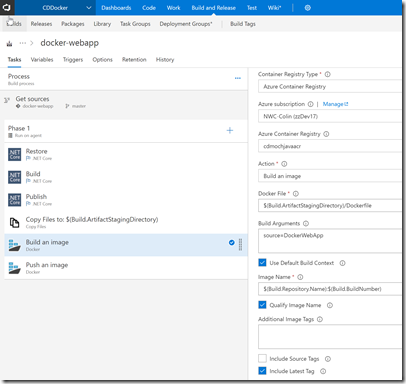 CDDocker
Dashboards
Code
Work
Build and Release
Test
Wiki*
Builds
Releases
Packages
Library
Task Groups
Deployment Groups*
Build Tags
docker-webapp
Tasks
Variables
Triggers
Options
Retention
History
Process
Build process
Get sources
docker-webapp
master
Phase 1
Run on agent
Restore
.NET Core
Build
.NET Core
Publish
.NET Core
Copy Files to: $(Build.ArtifactStagingDirectory)
Copy Files
Build an image
Docker
Push an image
Docker
Container Registry Type *
Azure Container Registry
Azure subscription | Manage
NWC-Colin (zzDev17)
Azure Container Registry
cdmochjavaacr
Action *
Build an image
Docker File *
$(Build.ArtifactStagingDirectory)/Dockerfile
Build Arguments
source=DockerWebApp
Use Default Build Context
Image Name *
$(Build.Repository.Name):$(Build.BuildNumber)
Qualify Image Name
Additional Image Tags
Include Source Tags
Include Latest Tag